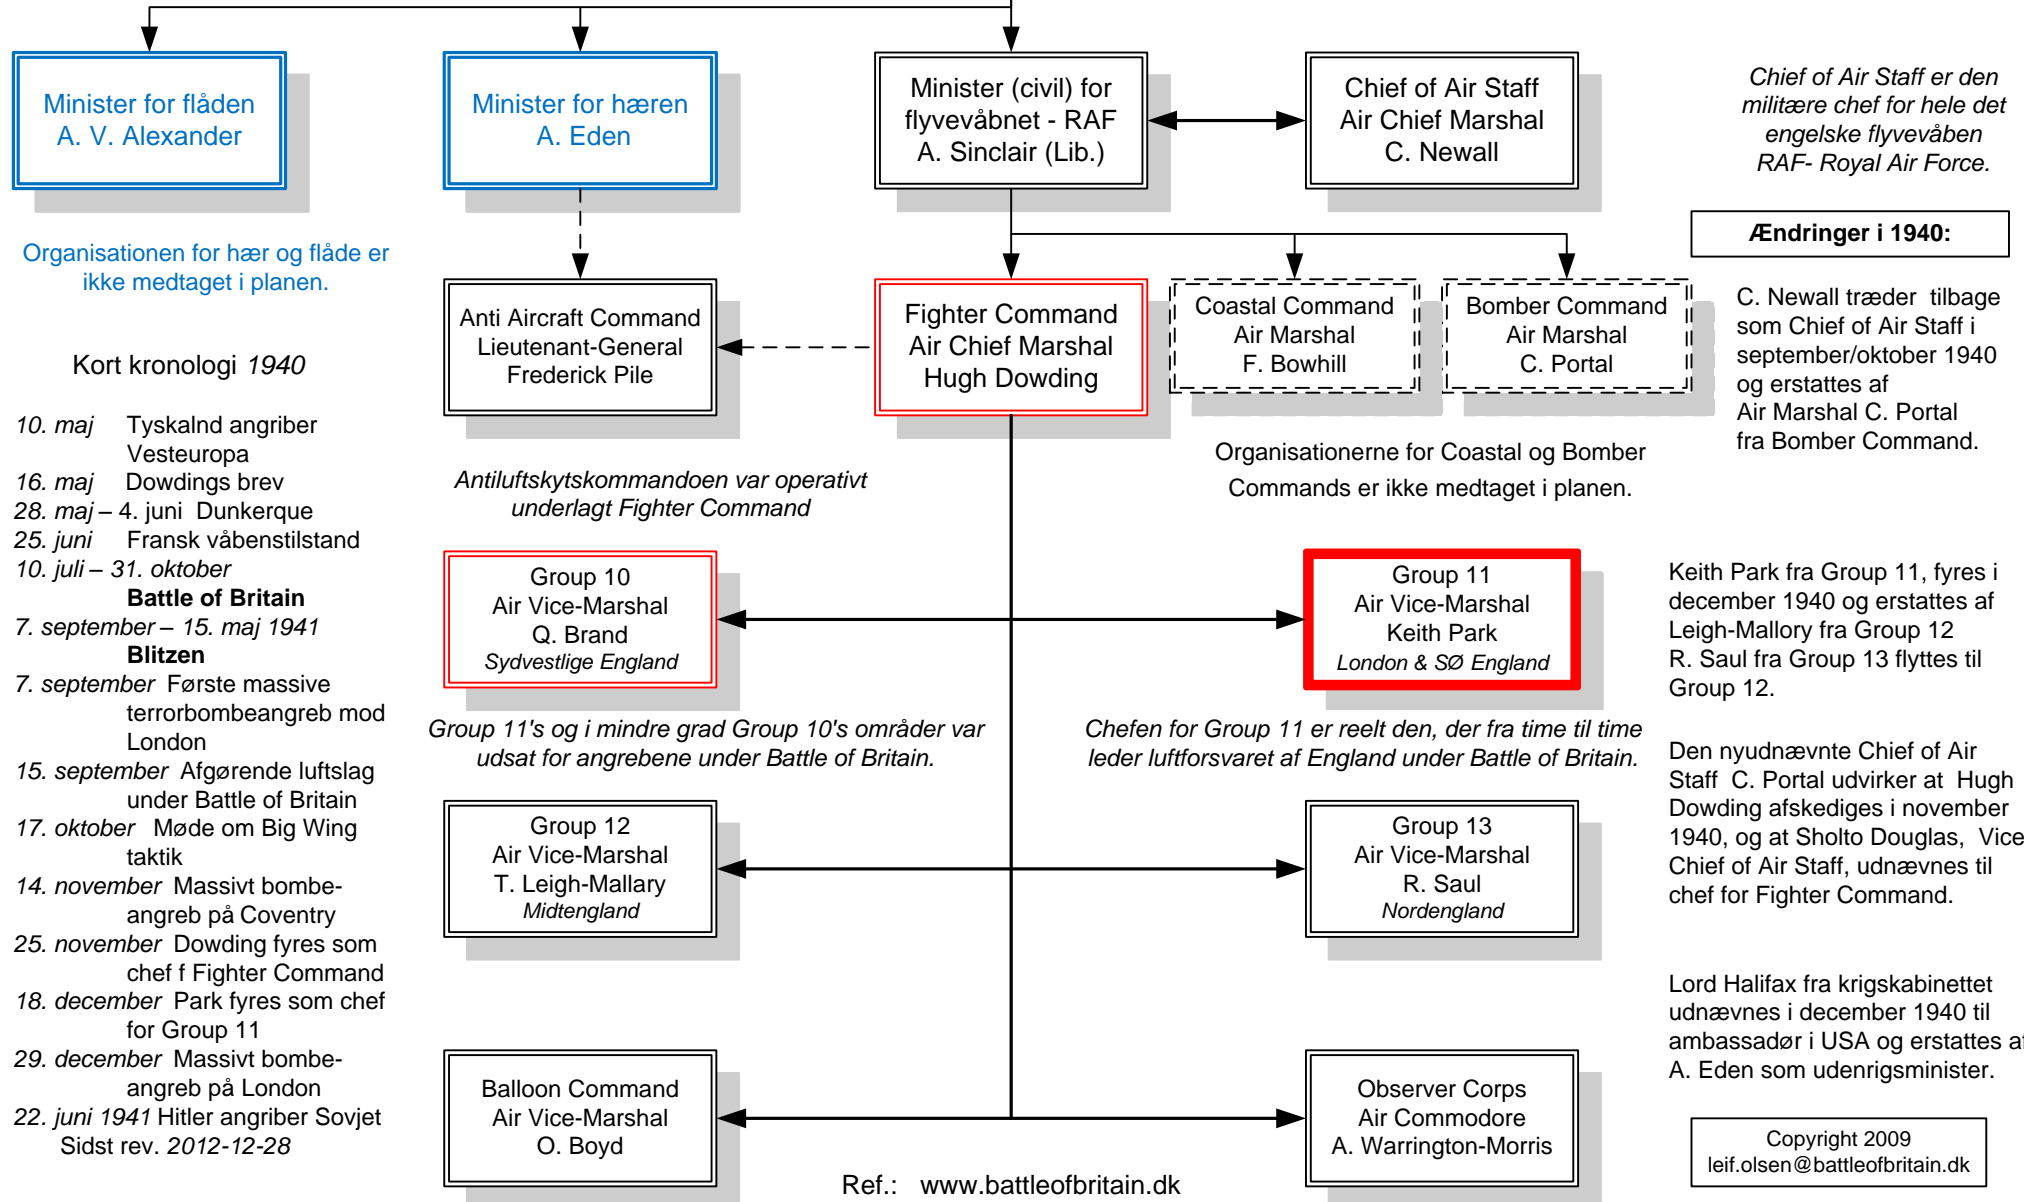 Minister for flåden
A. V. Alexander
Minister for hæren
A. Eden
Minister (civil) for
flyvevåbnet - RAF
A. Sinclair (Lib.)
Chief of Air Staff
Air Chief Marshal
C. Newall
Chief of Air Staff er den
militære chef for hele det
engelske flyvevåben
RAF- Royal Air Force.
Organisationen for hær og flåde er
ikke medtaget i planen.
Ændringer i 1940:
Anti Aircraft Command
Lieutenant-General
Frederick Pile
Fighter Command
Air Chief Marshal
Hugh Dowding
Coastal Command
Air Marshal
F. Bowhill
Bomber Command
Air Marshal
C. Portal
C. Newall træder tilbage
som Chief of Air Staff i
september/oktober 1940
og erstattes af
Air Marshal C. Portal
fra Bomber Command.
Kort kronologi 1940
10. maj Tyskalnd angriber
Vesteuropa
16. maj Dowdings brev
28. maj – 4. juni Dunkerque
25. juni Fransk våbenstilstand
10. juli – 31. oktober
Battle of Britain
7. september – 15. maj 1941
Blitzen
7. september Første massive
terrorbombeangreb mod
London
15. september Afgørende luftslag
under Battle of Britain
17. oktober Møde om Big Wing
taktik
14. november Massivt bombe-
angreb på Coventry
25. november Dowding fyres som
chef f Fighter Command
18. december Park fyres som chef
for Group 11
29. december Massivt bombe-
angreb på London
22. juni 1941 Hitler angriber Sovjet
Sidst rev. 2012-12-28
Antiluftskytskommandoen var operativt
underlagt Fighter Command
Organisationerne for Coastal og Bomber
Commands er ikke medtaget i planen.
Group 10
Air Vice-Marshal
Q. Brand
Sydvestlige England
Group 11
Air Vice-Marshal
Keith Park
London & SØ England
Keith Park fra Group 11, fyres i
december 1940 og erstattes af
Leigh-Mallory fra Group 12
R. Saul fra Group 13 flyttes til
Group 12.
Group 11's og i mindre grad Group 10's områder var
udsat for angrebene under Battle of Britain.
Chefen for Group 11 er reelt den, der fra time til time
leder luftforsvaret af England under Battle of Britain.
Den nyudnævnte Chief of Air
Staff C. Portal udvirker at Hugh
Dowding afskediges i november
1940, og at Sholto Douglas, Vice
Chief of Air Staff, udnævnes til
chef for Fighter Command.
Group 12
Air Vice-Marshal
T. Leigh-Mallary
Midtengland
Group 13
Air Vice-Marshal
R. Saul
Nordengland
Lord Halifax fra krigskabinettet
udnævnes i december 1940 til
ambassadør i USA og erstattes af
A. Eden som udenrigsminister.
Balloon Command
Air Vice-Marshal
O. Boyd
Observer Corps
Air Commodore
A. Warrington-Morris
Copyright 2009
leif.olsen@battleofbritain.dk
Ref.: www.battleofbritain.dk